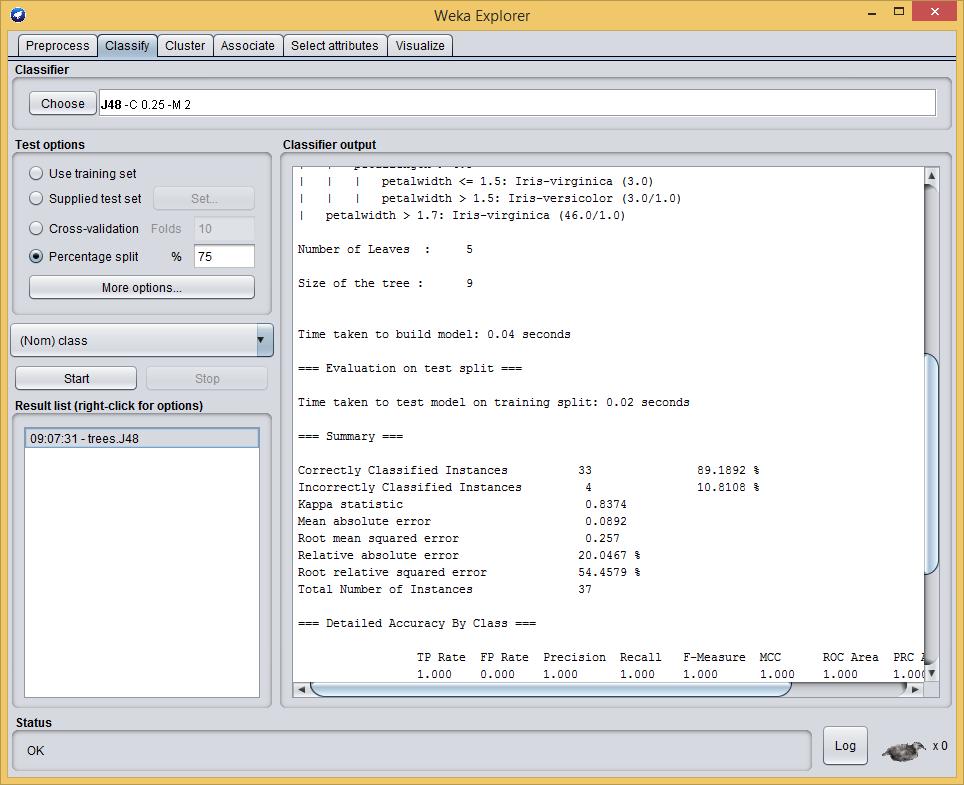 Weka Explorer
Preprocess Classify Cluster Associate Select attributes Visualize
Classifier
Choose J48 -C 0.25 -M 2
Test options
Use training set
Supplied test set Set...
Cross-validation Folds 10
Percentage split % 75
More options...
(Nom) class
Start Stop
Result list (right-click for options)
09:07:31 - trees.J48
Classifier output
| | | petalwidth <= 1.5: Iris-virginica (3.0)
| | | petalwidth > 1.5: Iris-versicolor (3.0/1.0)
| petalwidth > 1.7: Iris-virginica (46.0/1.0)
Number of Leaves : 5
Size of the tree : 9
Time taken to build model: 0.04 seconds
=== Evaluation on test split ===
Time taken to test model on training split: 0.02 seconds
=== Summary ===
Correctly Classified Instances 33 89.1892 %
Incorrectly Classified Instances 4 10.8108 %
Kappa statistic 0.8374
Mean absolute error 0.0892
Root mean squared error 0.257
Relative absolute error 20.0467 %
Root relative squared error 54.4579 %
Total Number of Instances 37
=== Detailed Accuracy By Class ===
TP Rate FP Rate Precision Recall F-Measure MCC ROC Area PRC
1.000 0.000 1.000 1.000 1.000 1.000 1.000 1.000
Status
OK
Log x 0